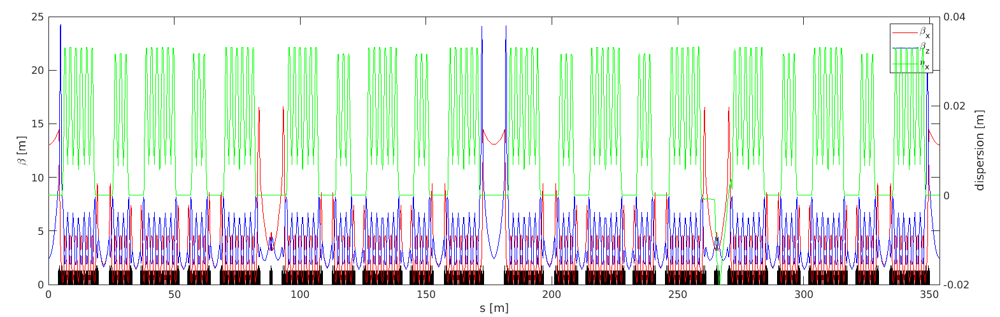 25
0.04
β_x
β_z
η_x
20
0.02
15
β [m]
dispersion [m]
10
0
5
0
-0.02
0 50 100 150 200 250 300 350
s [m]